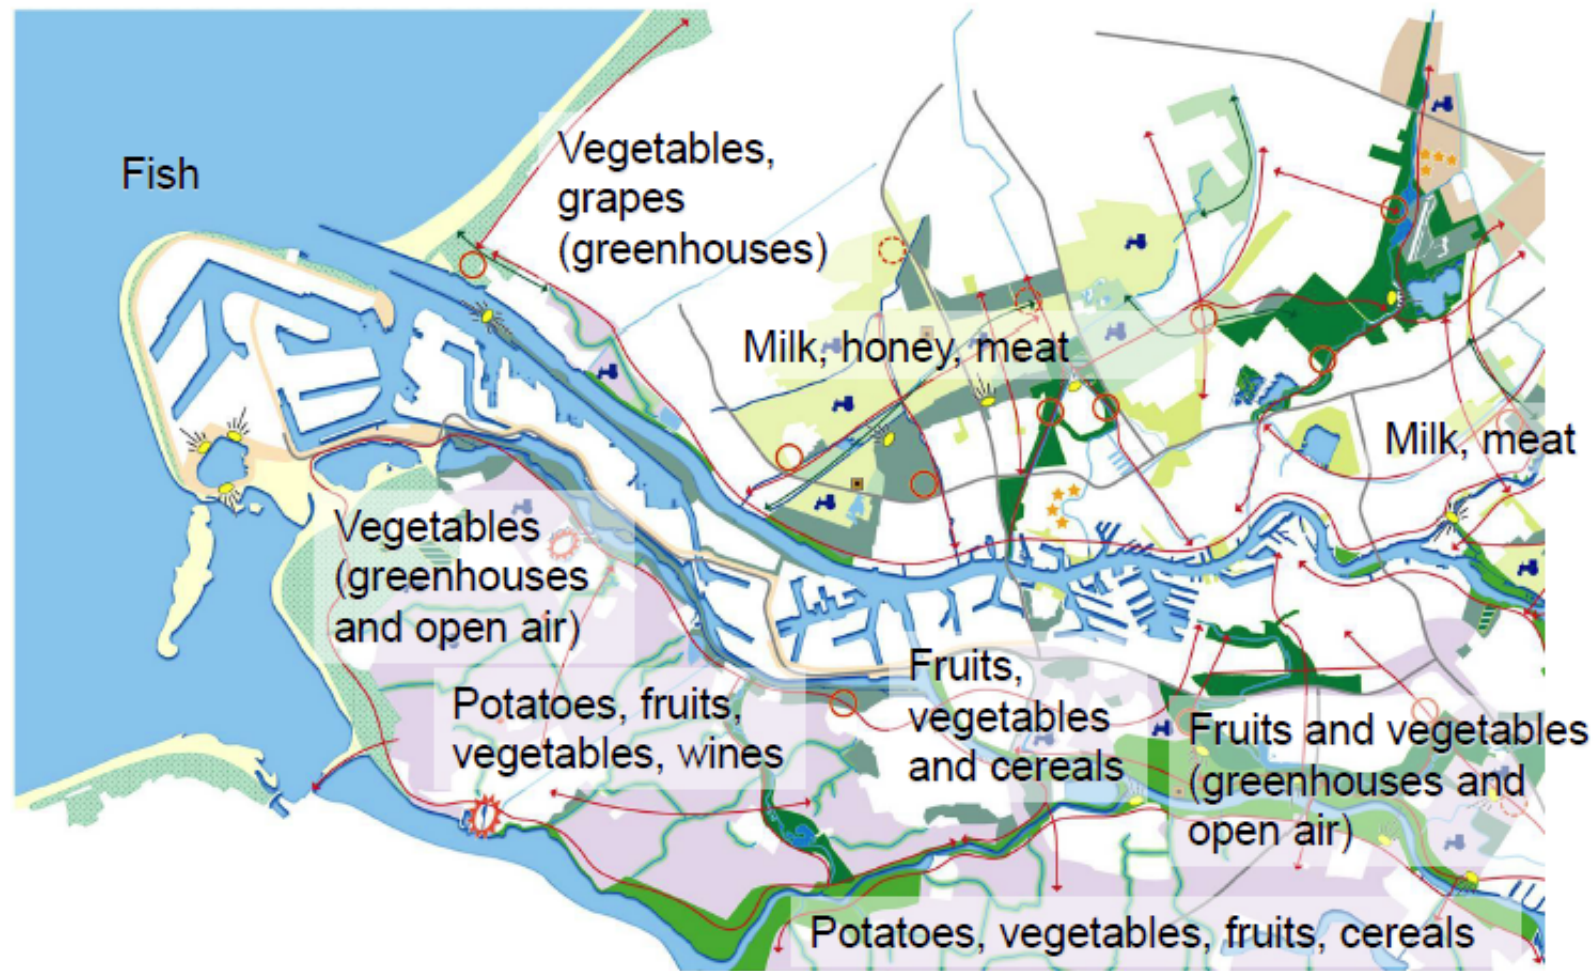 Fish
Vegetables,
grapes
(greenhouses)
Milk, honey, meat
Milk, meat
Vegetables
(greenhouses
and open air)
Potatoes, fruits,
vegetables, wines
Fruits,
vegetables
and cereals
Fruits and vegetables
(greenhouses and
open air)
Potatoes, vegetables, fruits, cereals